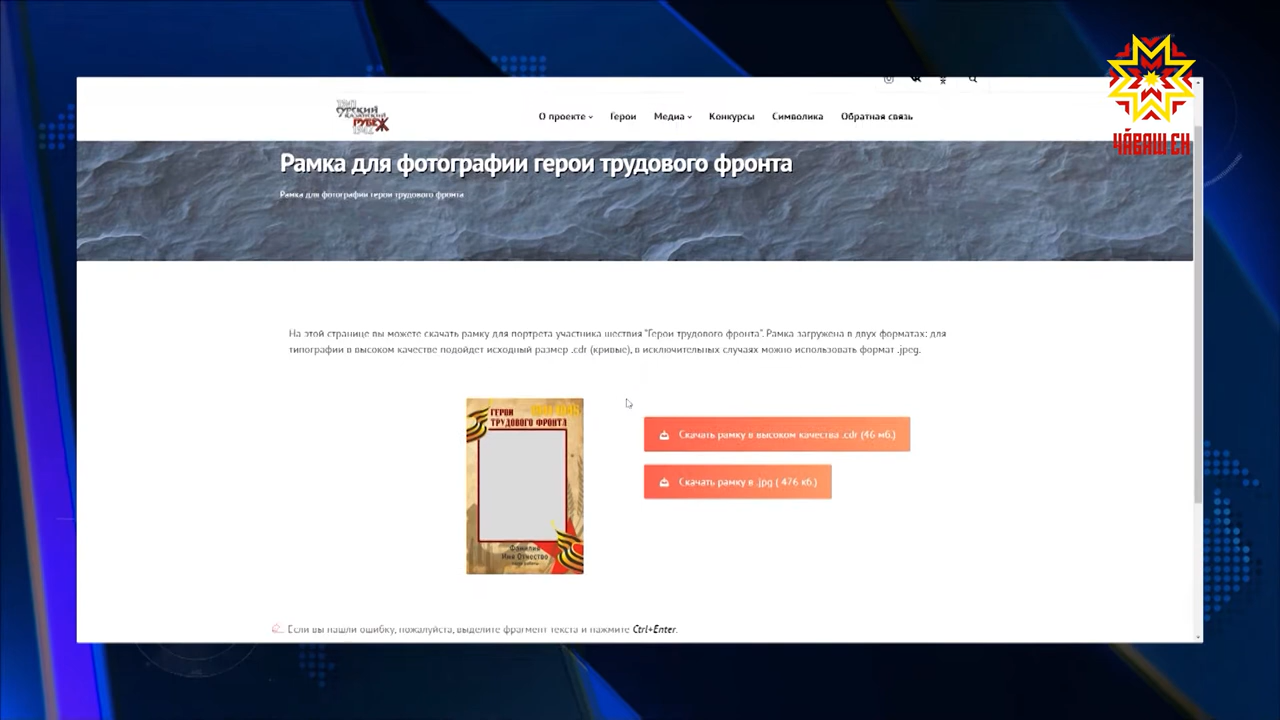 ЧӐВАШ ЕН
СУРСКИЙ
РУБЕЖ
О проекте
Герои
Медиа
Конкурсы
Символика
Обратная связь
Рамка для фотографии герои трудового фронта
Рамка для фотографии герои трудового фронта
На этой странице вы можете скачать рамку для портрета участника шествия "Герои трудового фронта". Рамка загружена в двух форматах: для
типографии в высоком качестве подойдет исходный размер .cdr (кривые), в исключительных случаях можно использовать формат .jpeg.
ГЕРОИ
ТРУДОВОГО ФРОНТА
Фамилия
Имя Отчество
Скачать рамку в высоком качества .cdr (46 мб.)
Скачать рамку в .jpg ( 476 кб.)
Если вы нашли ошибку, пожалуйста, выделите фрагмент текста и нажмите Ctrl+Enter.